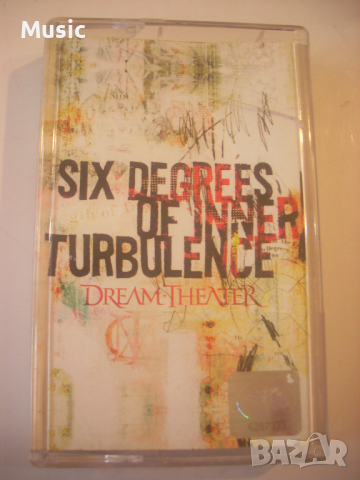 Music
SIX DEGREES
OF INNER
TURBULENCE
DREAM THEATER
BAZAR